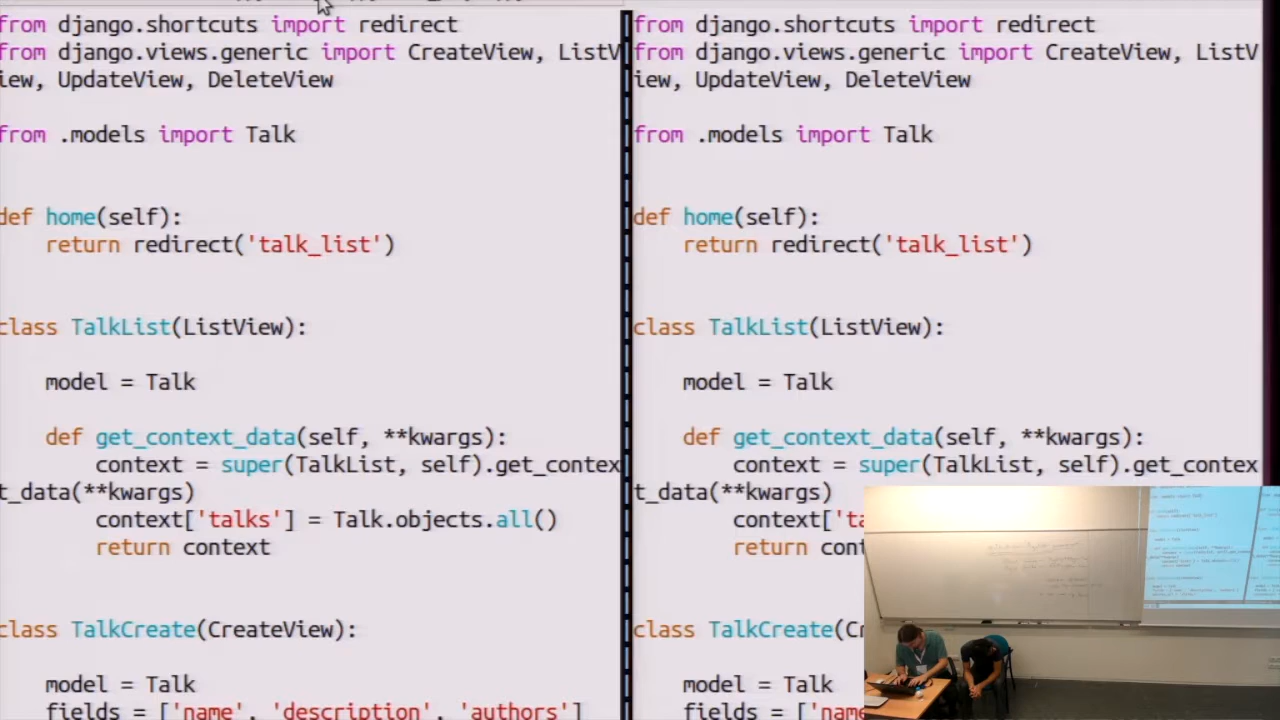 from django.shortcuts import redirect
from django.views.generic import CreateView, ListV
iew, UpdateView, DeleteView
from .models import Talk
def home(self):
return redirect('talk_list')
class TalkList(ListView):
model = Talk
def get_context_data(self, **kwargs):
context = super(TalkList, self).get_contex
t_data(**kwargs)
context['talks'] = Talk.objects.all()
return context
class TalkCreate(CreateView):
model = Talk
fields = ['name', 'description', 'authors']
from django.shortcuts import redirect
from django.views.generic import CreateView, ListV
iew, UpdateView, DeleteView
from .models import Talk
def home(self):
return redirect('talk_list')
class TalkList(ListView):
model = Talk
def get_context_data(self, **kwargs):
context = super(TalkList, self).get_contex
t_data(**kwargs)
context['ta
return cont
class TalkCreate(Cr
model = Talk
fields = ['name